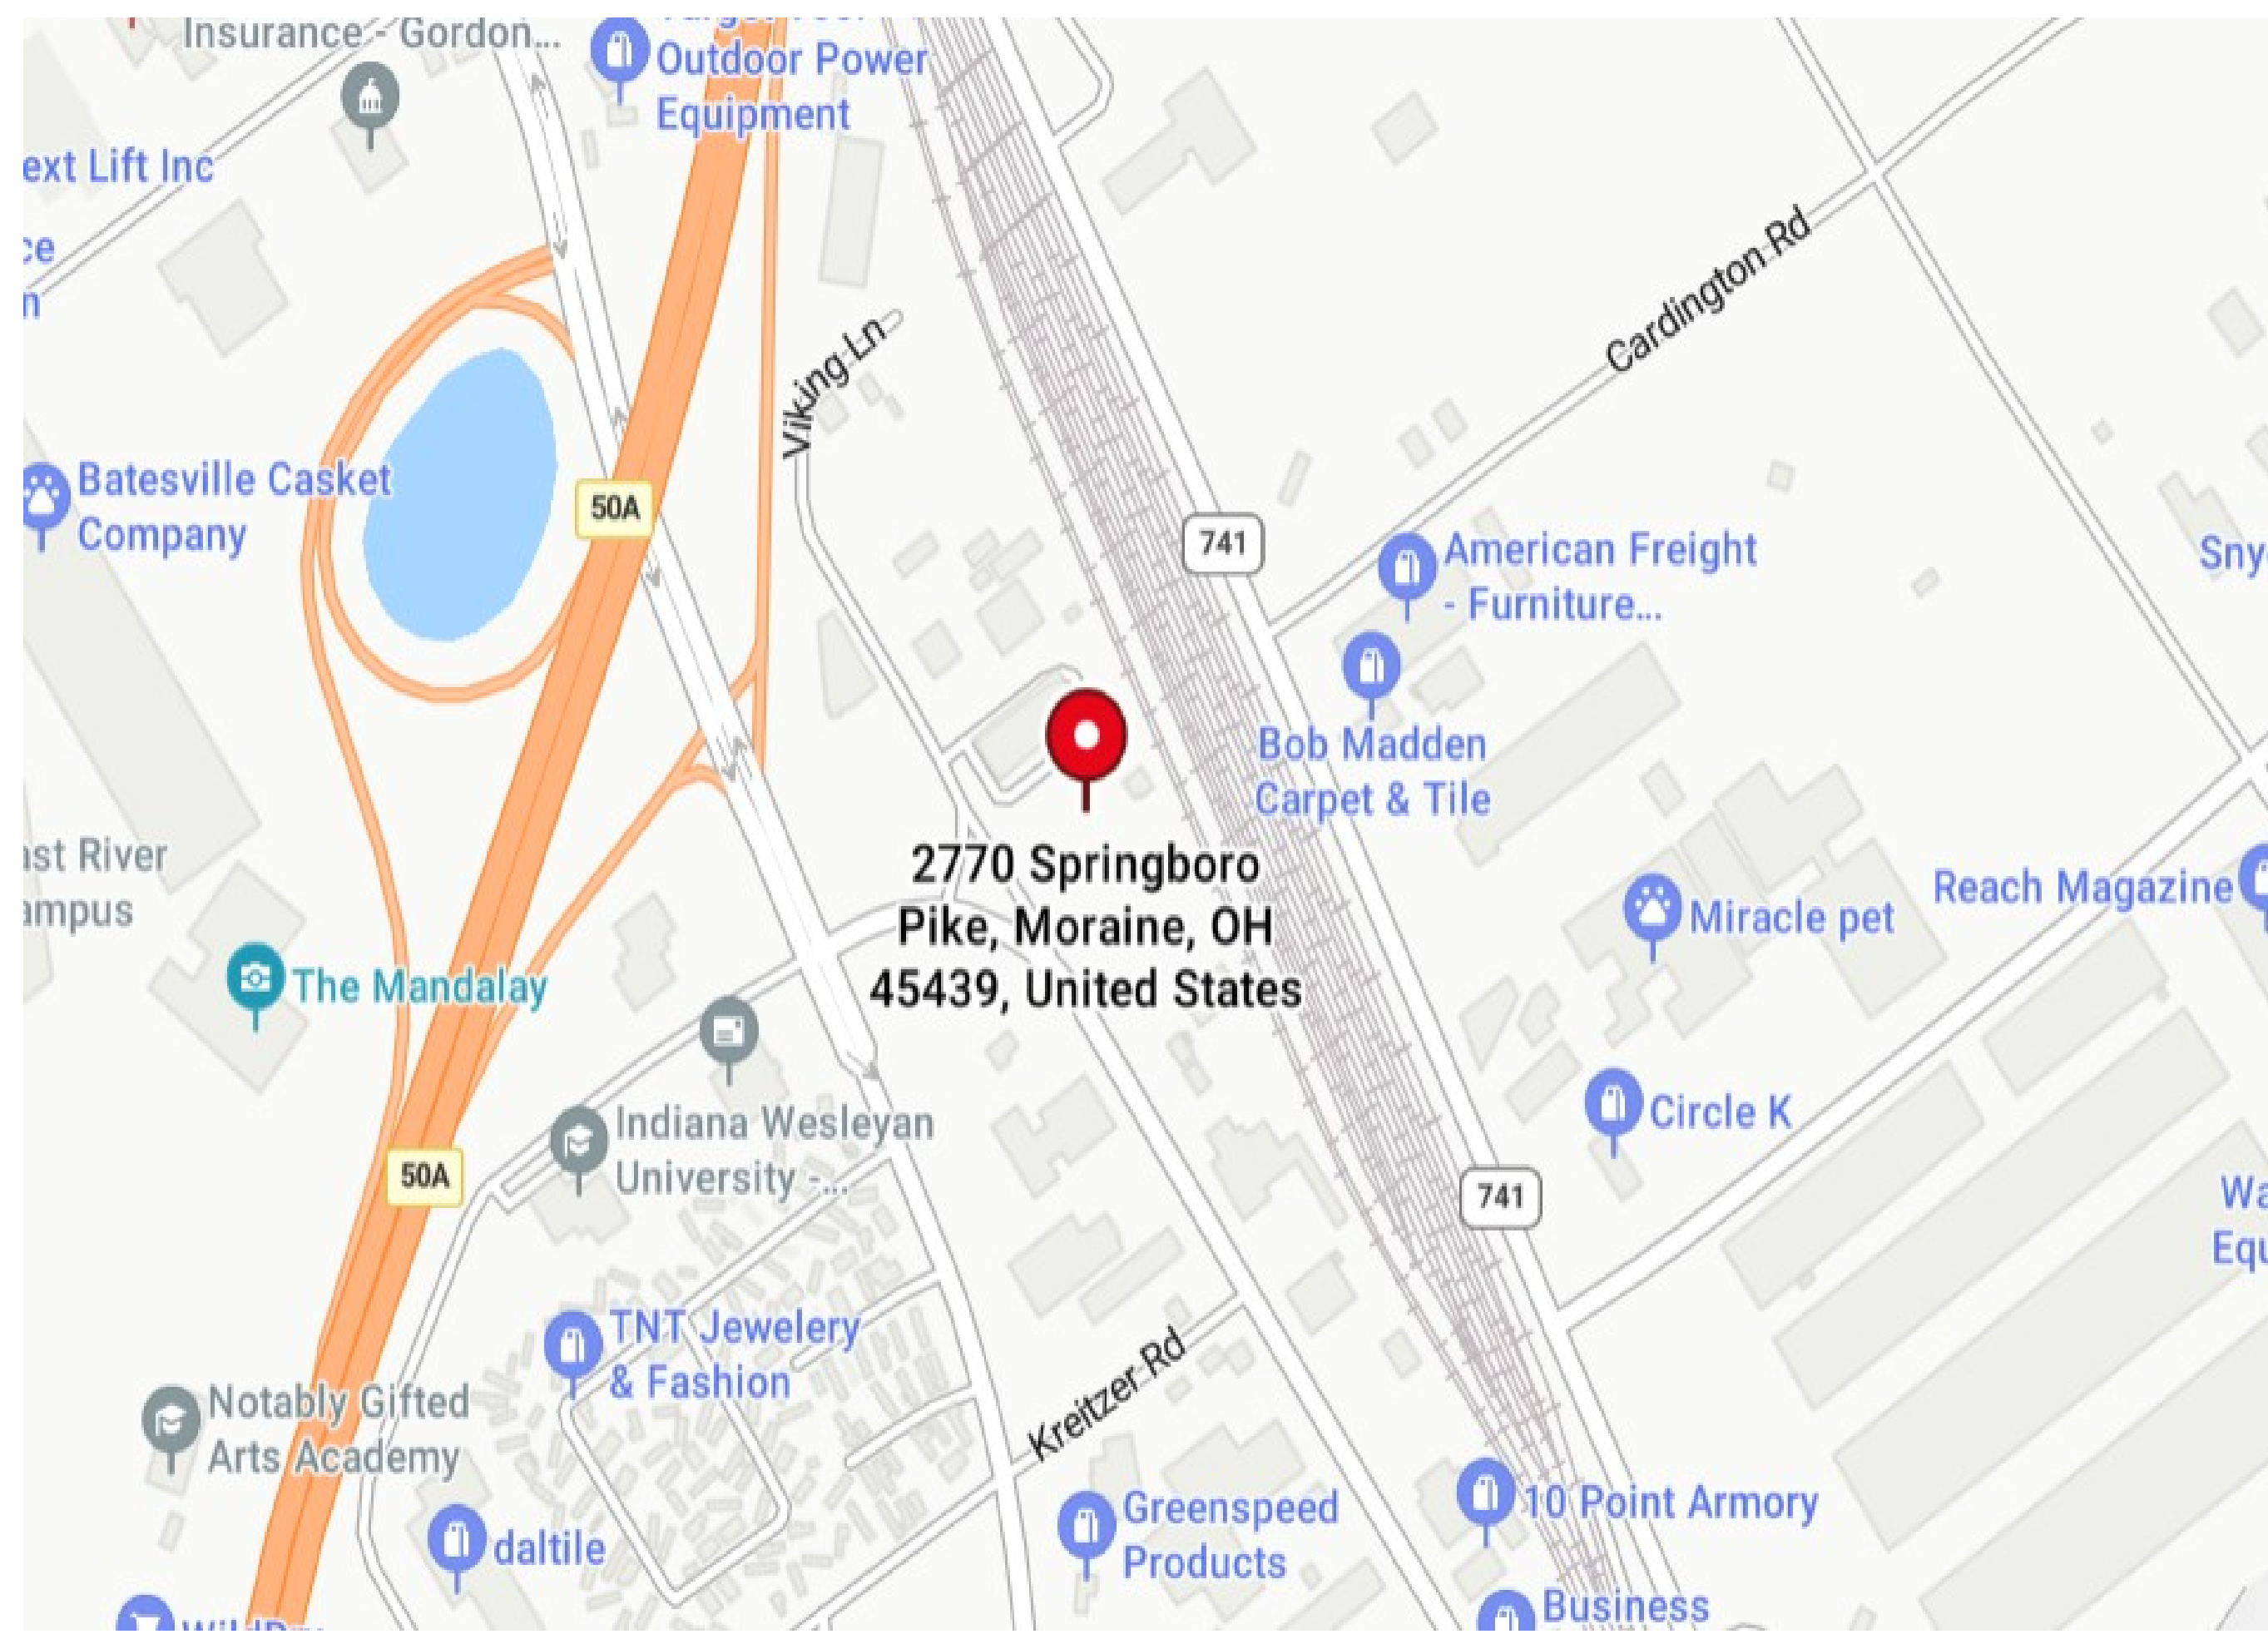 Insurance - Gordon...
Outdoor Power
Equipment
ext Lift Inc
ce
n
Viking Ln
Cardington Rd
Batesville Casket
Company
50A
741
American Freight
- Furniture...
Sny
Bob Madden
Carpet & Tile
2770 Springboro
Pike, Moraine, OH
45439, United States
ast River
ampus
The Mandalay
Miracle pet
Reach Magazine
Circle K
Indiana Wesleyan
University -...
50A
741
Wa
Equ
TNT Jewelery
& Fashion
Kreitzer Rd
Notably Gifted
Arts Academy
daltile
Greenspeed
Products
10 Point Armory
Business